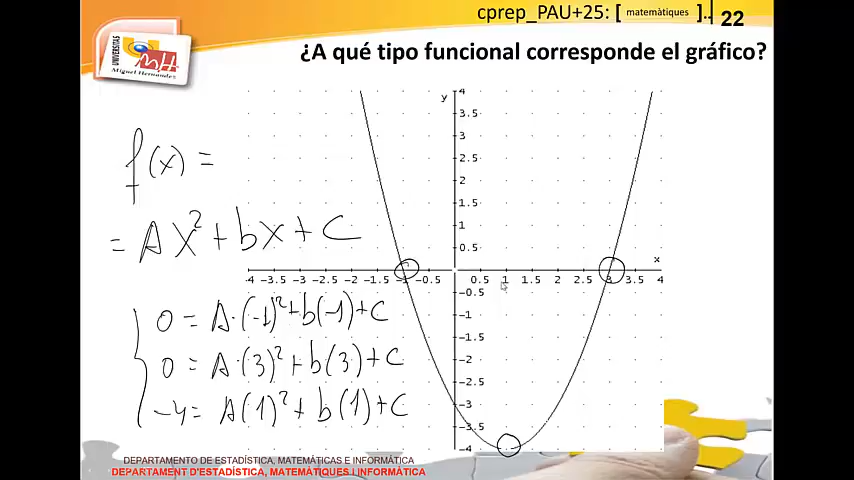 cprep_PAU+25: [ matemàtiques ]..| 22
UNIVERSITAS
Miguel Hernández
¿A qué tipo funcional corresponde el gráfico?
f(x) =
= Ax² + bx + C
0 = A·(-1)² + b(-1) + C
0 = A·(3)² + b(3) + C
-4 = A(1)² + b(1) + C
y
4
3.5
3
2.5
2
1.5
1
0.5
x
-4 -3.5 -3 -2.5 -2 -1.5 -1 -0.5 0.5 1 1.5 2 2.5 3 3.5 4
-0.5
-1
-1.5
-2
-2.5
-3
-3.5
-4
DEPARTAMENTO DE ESTADÍSTICA, MATEMÁTICAS E INFORMÁTICA
DEPARTAMENT D'ESTADÍSTICA, MATEMÀTIQUES I INFORMÀTICA